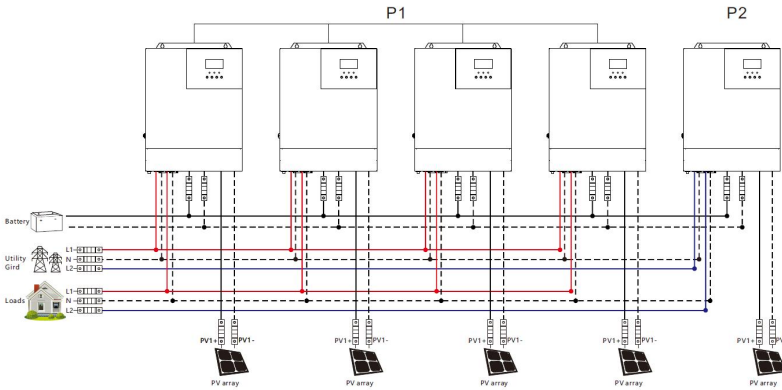 P1 P2
Battery
L1
Utility N
Gird L2
L1
Loads N
L2
PV1+ PV1- PV1+ PV1- PV1+ PV1- PV1+ PV1- PV1+
PV array PV array PV array PV array PV array